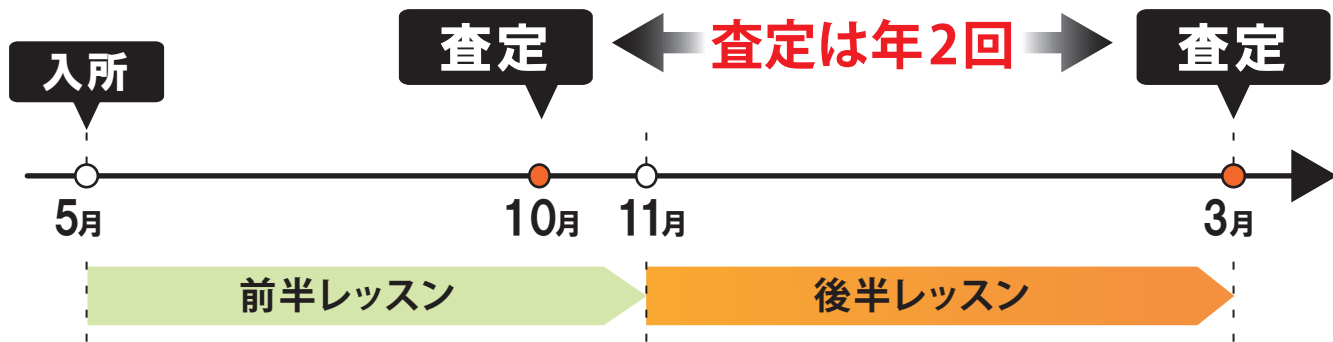 入所
査定
査定は年2回
査定
5月
10月
11月
3月
前半レッスン
後半レッスン